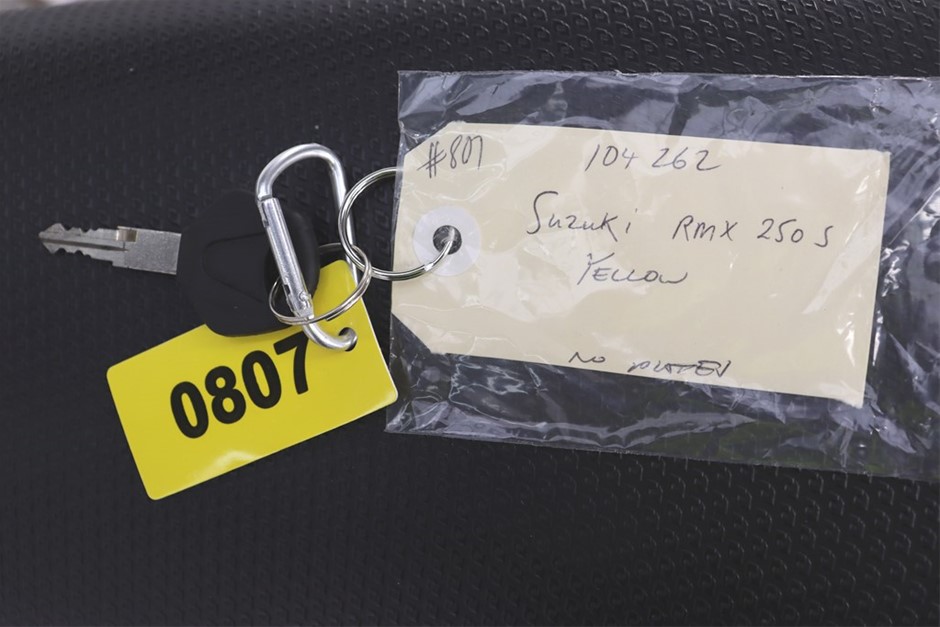 #807
104 262
Suzuki RMX 250 S
YELLOW
NO
0807